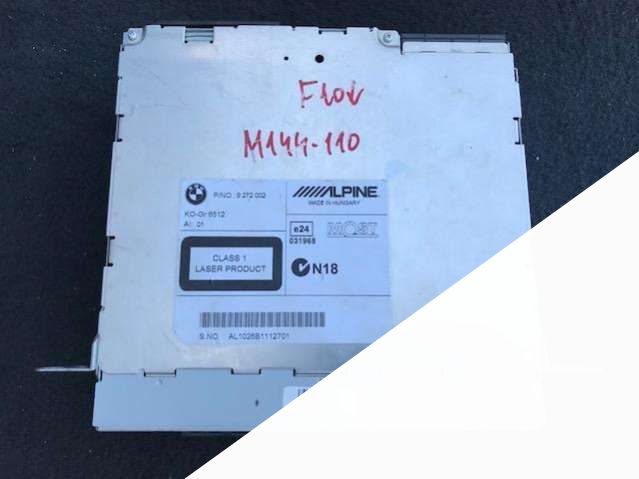 F10L
M144-110
P/NO.: 9 272 002
ALPINE
MADE IN HUNGARY
KO-Gr 6512
AI: 01
e24
031968
MOST
CLASS 1
LASER PRODUCT
N18
S.NO. AL1026B1112701